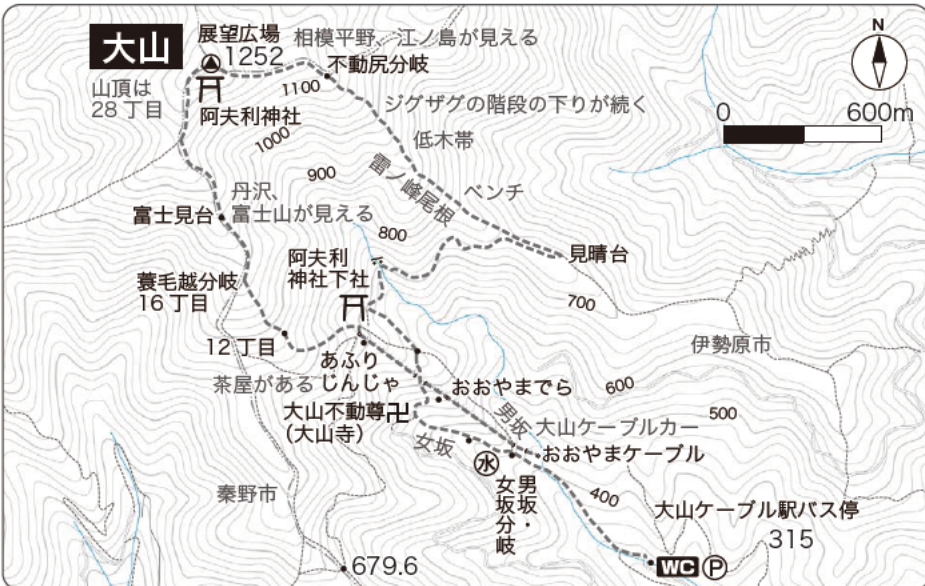 大山
展望広場
1252
相模平野、江ノ島が見える
不動尻分岐
N
山頂は
28丁目
阿夫利神社
1100
1000
900
ジグザグの階段の下りが続く
低木帯
0 600m
雷ノ峰尾根
ベンチ
丹沢、
富士山が見える
富士見台
800
見晴台
阿夫利
神社下社
700
蓑毛越分岐
16丁目
12丁目
伊勢原市
あふり
じんじゃ
茶屋がある
おおやまでら
600
500
大山不動尊
(大山寺)
卍
男坂
大山ケーブルカー
女坂
水
おおやまケーブル
男坂・
女坂分岐
400
秦野市
大山ケーブル駅バス停
315
WC P
679.6